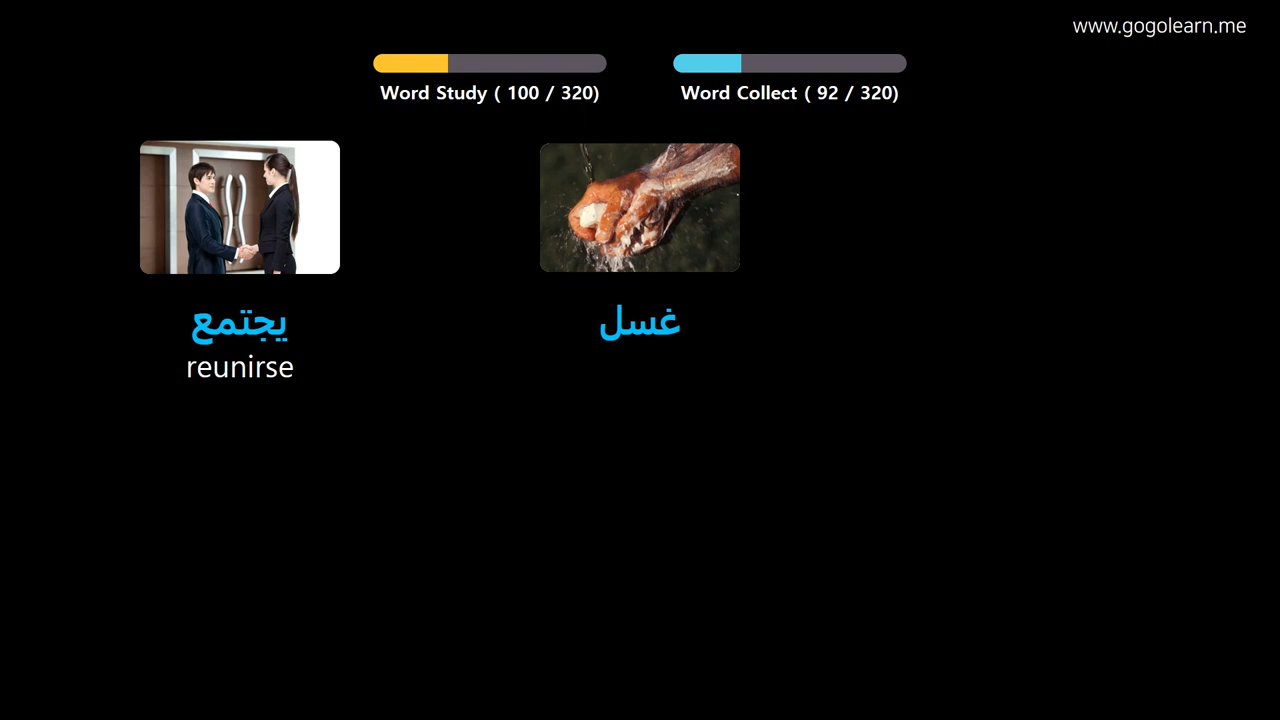 www.gogolearn.me
Word Study ( 100 / 320)
Word Collect ( 92 / 320)
يجتمع
reunirse
غسل